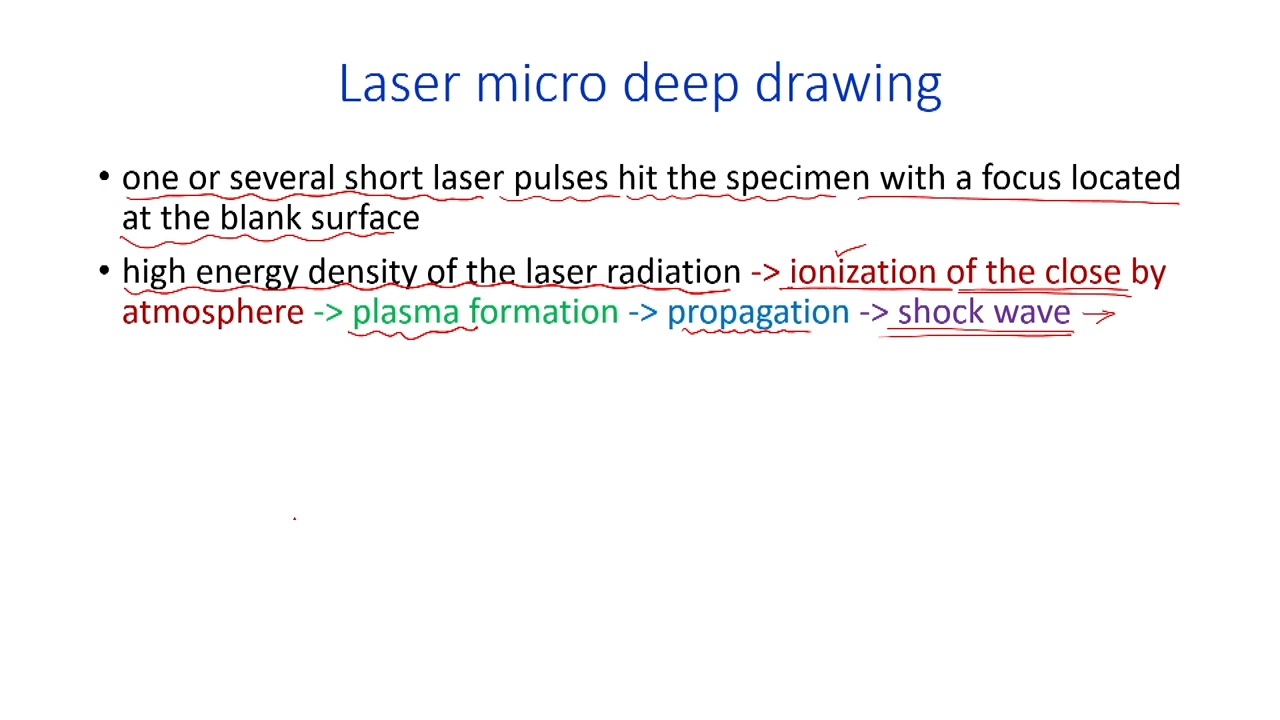 Laser micro deep drawing
• one or several short laser pulses hit the specimen with a focus located
at the blank surface
• high energy density of the laser radiation -> ionization of the close by
atmosphere -> plasma formation -> propagation -> shock wave →